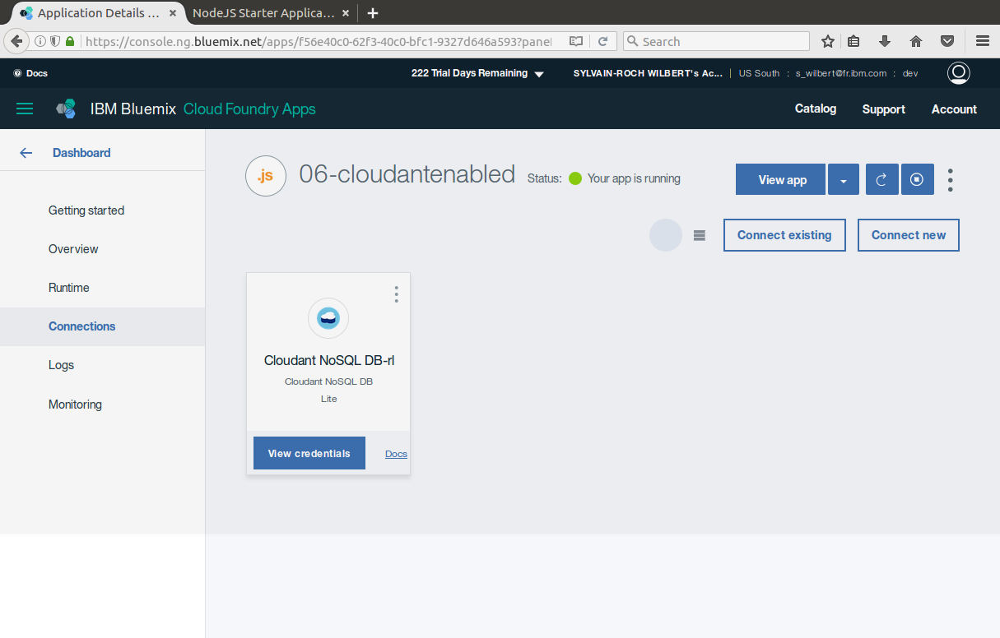 Application Details ... × NodeJS Starter Applica... × +
https://console.ng.bluemix.net/apps/f56e40c0-62f3-40c0-bfc1-9327d646a593?pane Search
Docs 222 Trial Days Remaining SYLVAIN-ROCH WILBERT's Ac... | US South : s_wilbert@fr.ibm.com : dev
IBM Bluemix Cloud Foundry Apps Catalog Support Account
Dashboard
Getting started
Overview
Runtime
Connections
Logs
Monitoring
.js 06-cloudantenabled Status: Your app is running View app
Connect existing Connect new
Cloudant NoSQL DB-rl
Cloudant NoSQL DB
Lite
View credentials Docs